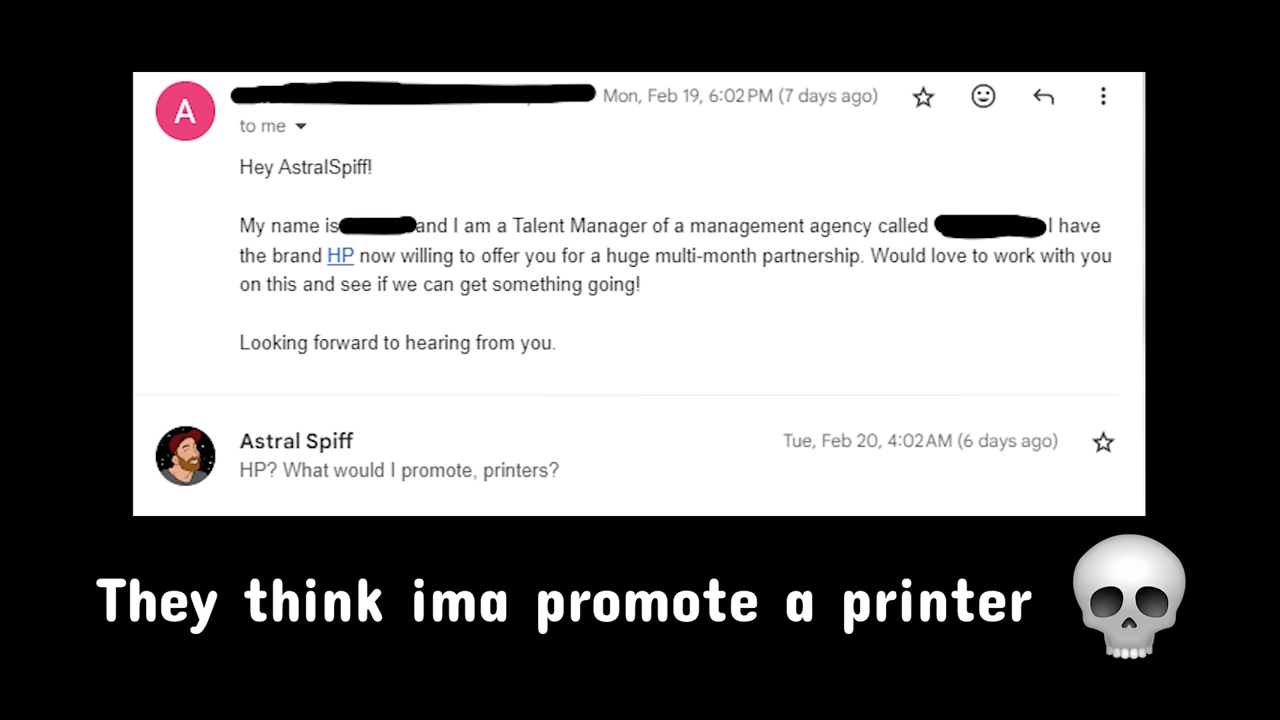 A
Mon, Feb 19, 6:02 PM (7 days ago)
to me
Hey AstralSpiff!
My name is and I am a Talent Manager of a management agency called I have
the brand HP now willing to offer you for a huge multi-month partnership. Would love to work with you
on this and see if we can get something going!
Looking forward to hearing from you.
Astral Spiff
Tue, Feb 20, 4:02 AM (6 days ago)
HP? What would I promote, printers?
They think ima promote a printer